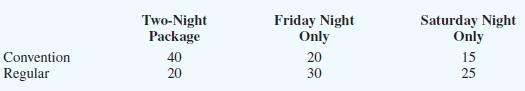 Two-Night Friday Night Saturday Night
Package Only Only
Convention 40 20 15
Regular 20 30 25